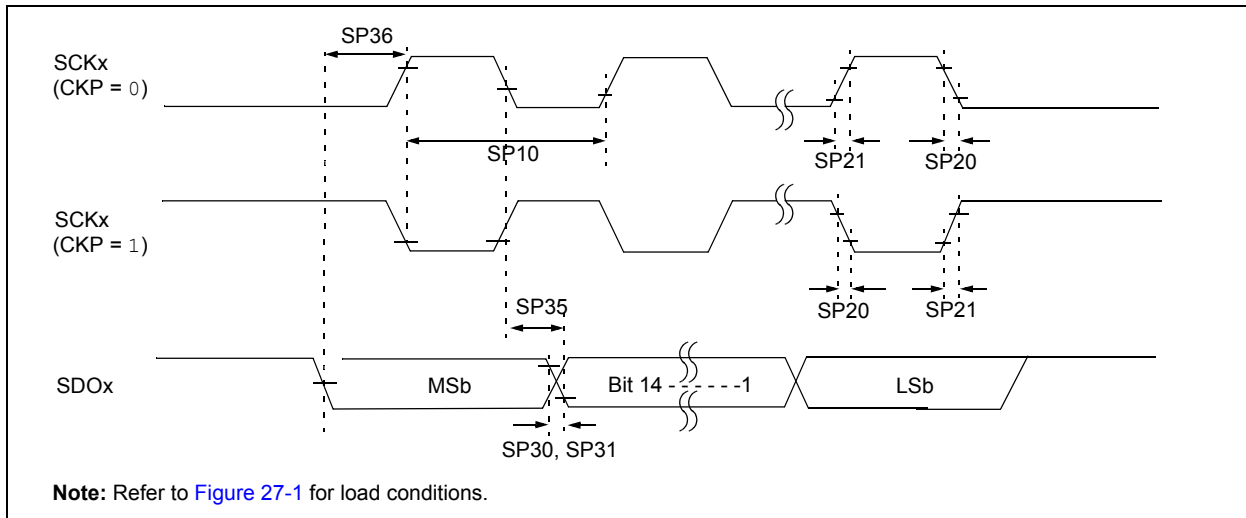 SP36
SCKx
(CKP = 0)
SP10
SP21
SP20
SCKx
(CKP = 1)
SP35
SP20
SP21
SDOx
MSb
Bit 14 - - - - - -1
LSb
SP30, SP31
Note: Refer to Figure 27-1 for load conditions.